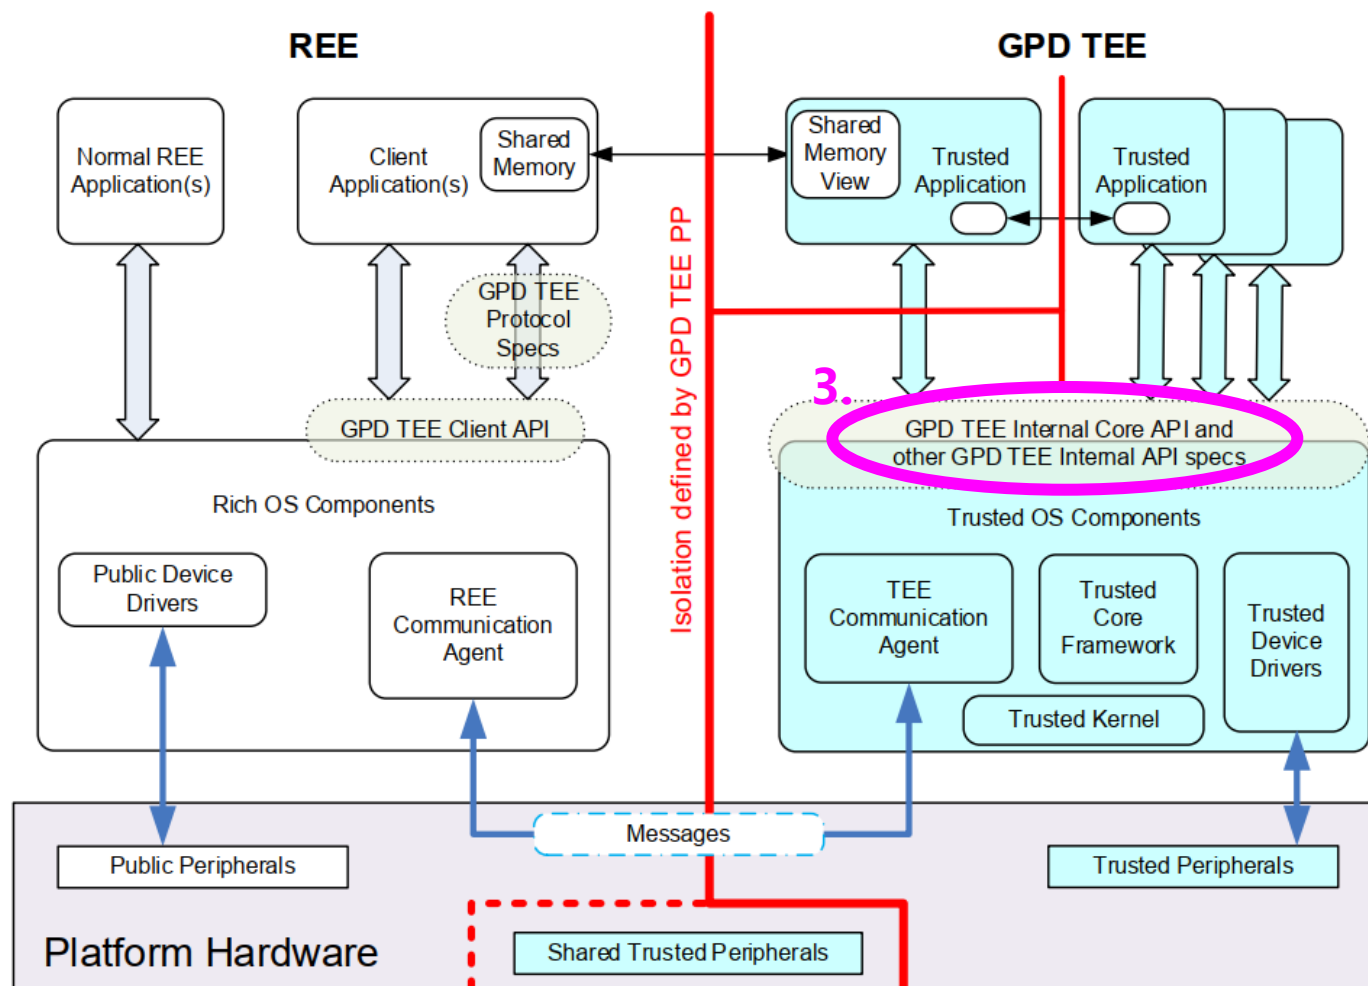 REE
GPD TEE
Normal REE
Application(s)
Client
Application(s)
Shared
Memory
Shared
Memory
View
Trusted
Application
Trusted
Application
GPD TEE
Protocol
Specs
Isolation defined by GPD TEE PP
3.
GPD TEE Client API
GPD TEE Internal Core API and
other GPD TEE Internal API specs
Rich OS Components
Trusted OS Components
Public Device
Drivers
REE
Communication
Agent
TEE
Communication
Agent
Trusted
Core
Framework
Trusted
Device
Drivers
Trusted Kernel
Messages
Public Peripherals
Trusted Peripherals
Platform Hardware
Shared Trusted Peripherals